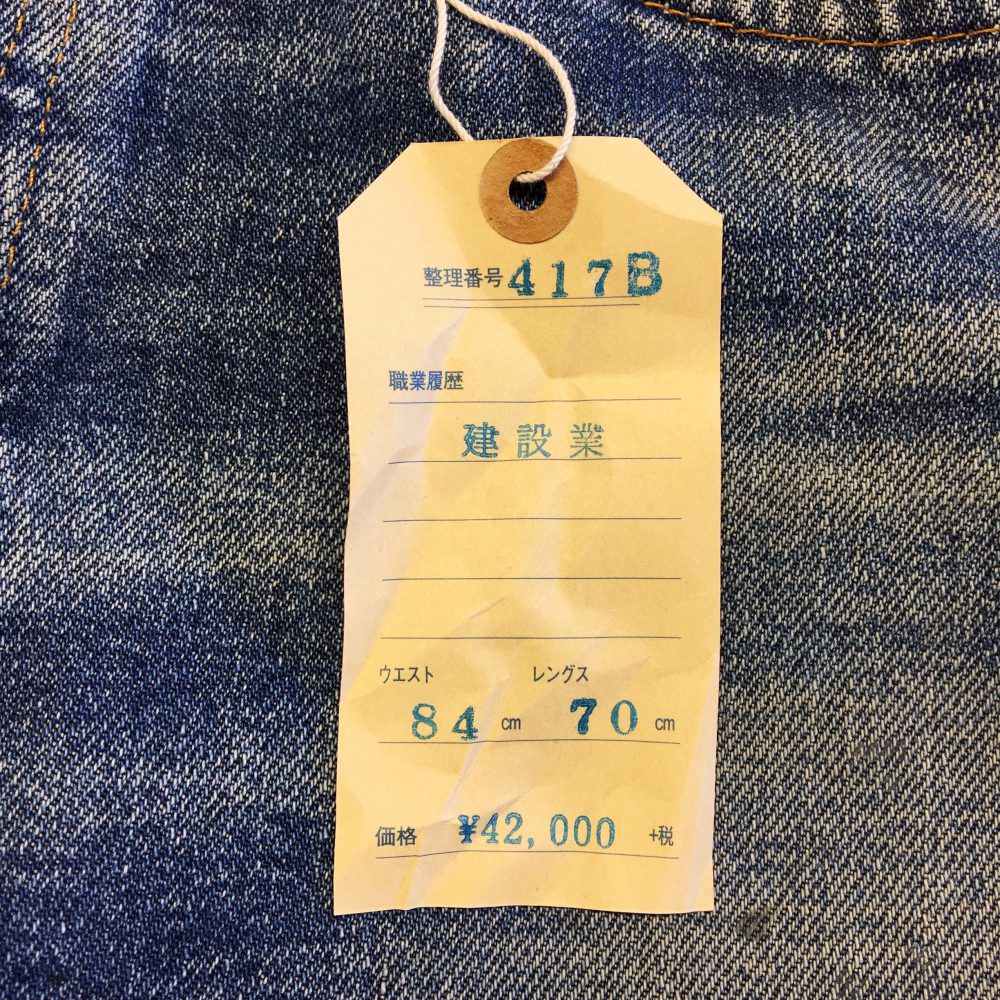 整理番号 417B
職業履歴
建設業
ウエスト レングス
84 cm 70 cm
価格 ¥42,000 +税